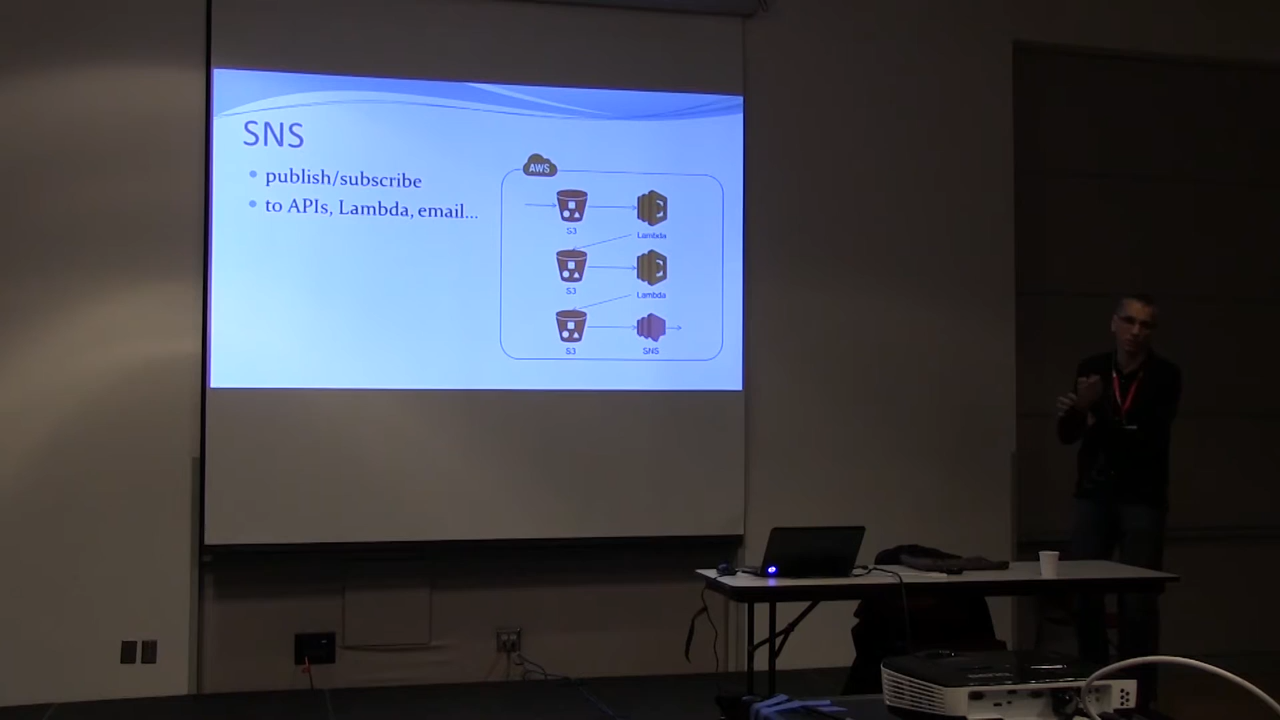 SNS
publish/subscribe
to APIs, Lambda, email...
AWS
S3
Lambda
S3
Lambda
S3
SNS